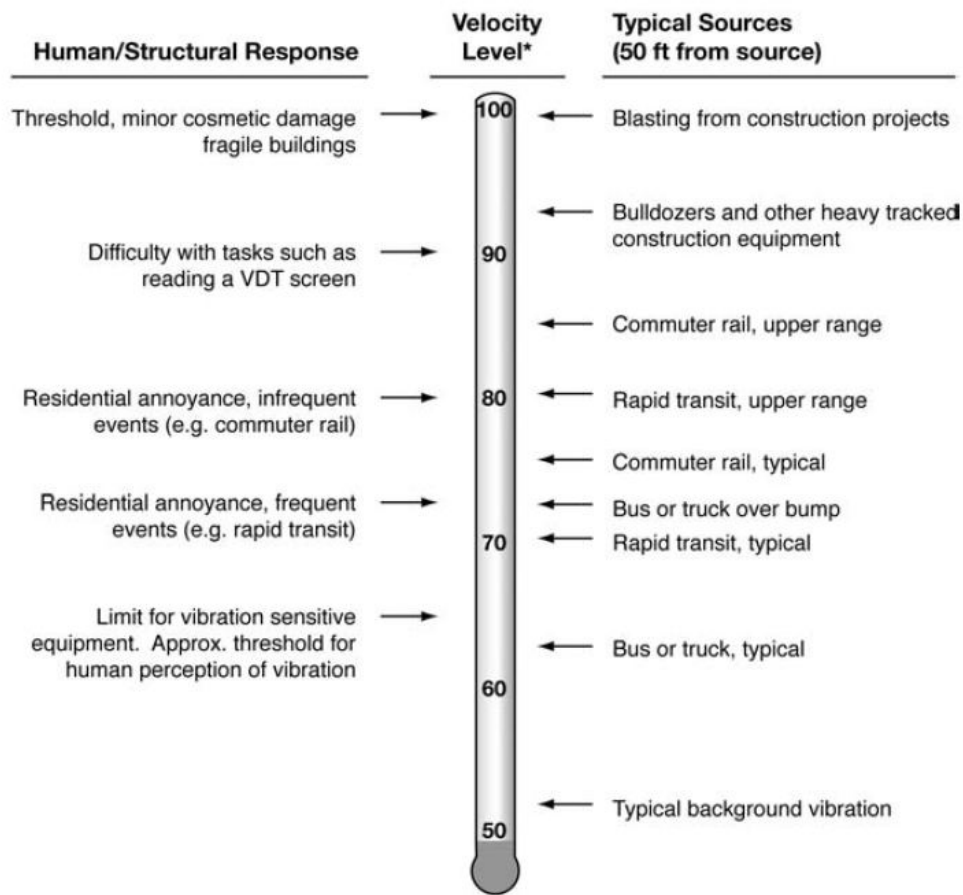 Human/Structural Response
Velocity
Level*
Typical Sources
(50 ft from source)
Threshold, minor cosmetic damage
fragile buildings
100
Blasting from construction projects
Bulldozers and other heavy tracked
construction equipment
Difficulty with tasks such as
reading a VDT screen
90
Commuter rail, upper range
Residential annoyance, infrequent
events (e.g. commuter rail)
80
Rapid transit, upper range
Commuter rail, typical
Residential annoyance, frequent
events (e.g. rapid transit)
Bus or truck over bump
70
Rapid transit, typical
Limit for vibration sensitive
equipment. Approx. threshold for
human perception of vibration
Bus or truck, typical
60
Typical background vibration
50